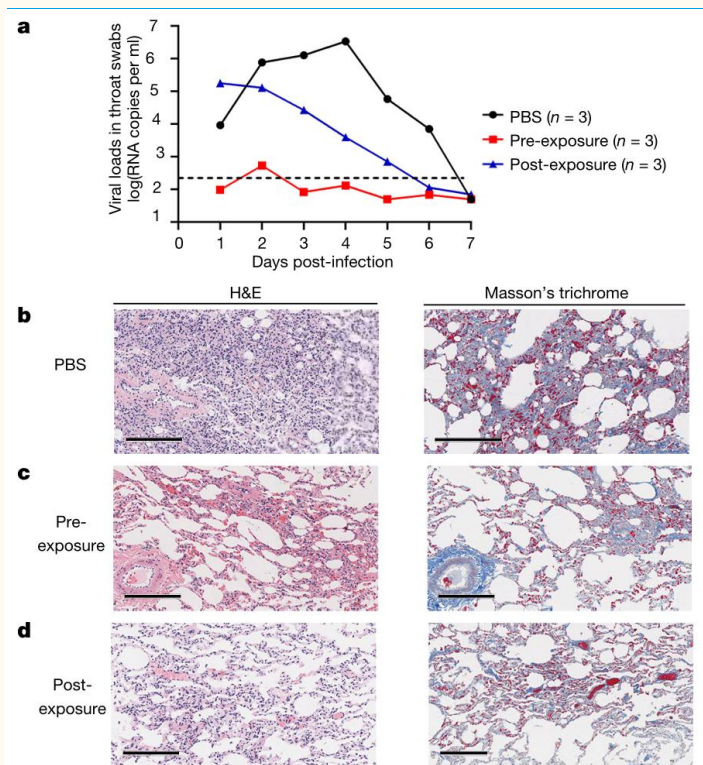 a
Viral loads in throat swabs
log(RNA copies per ml)
7
6
5
4
3
2
1
0 1 2 3 4 5 6 7
Days post-infection
PBS (n = 3)
Pre-exposure (n = 3)
Post-exposure (n = 3)
H&E
Masson's trichrome
b
PBS
c
Pre-
exposure
d
Post-
exposure